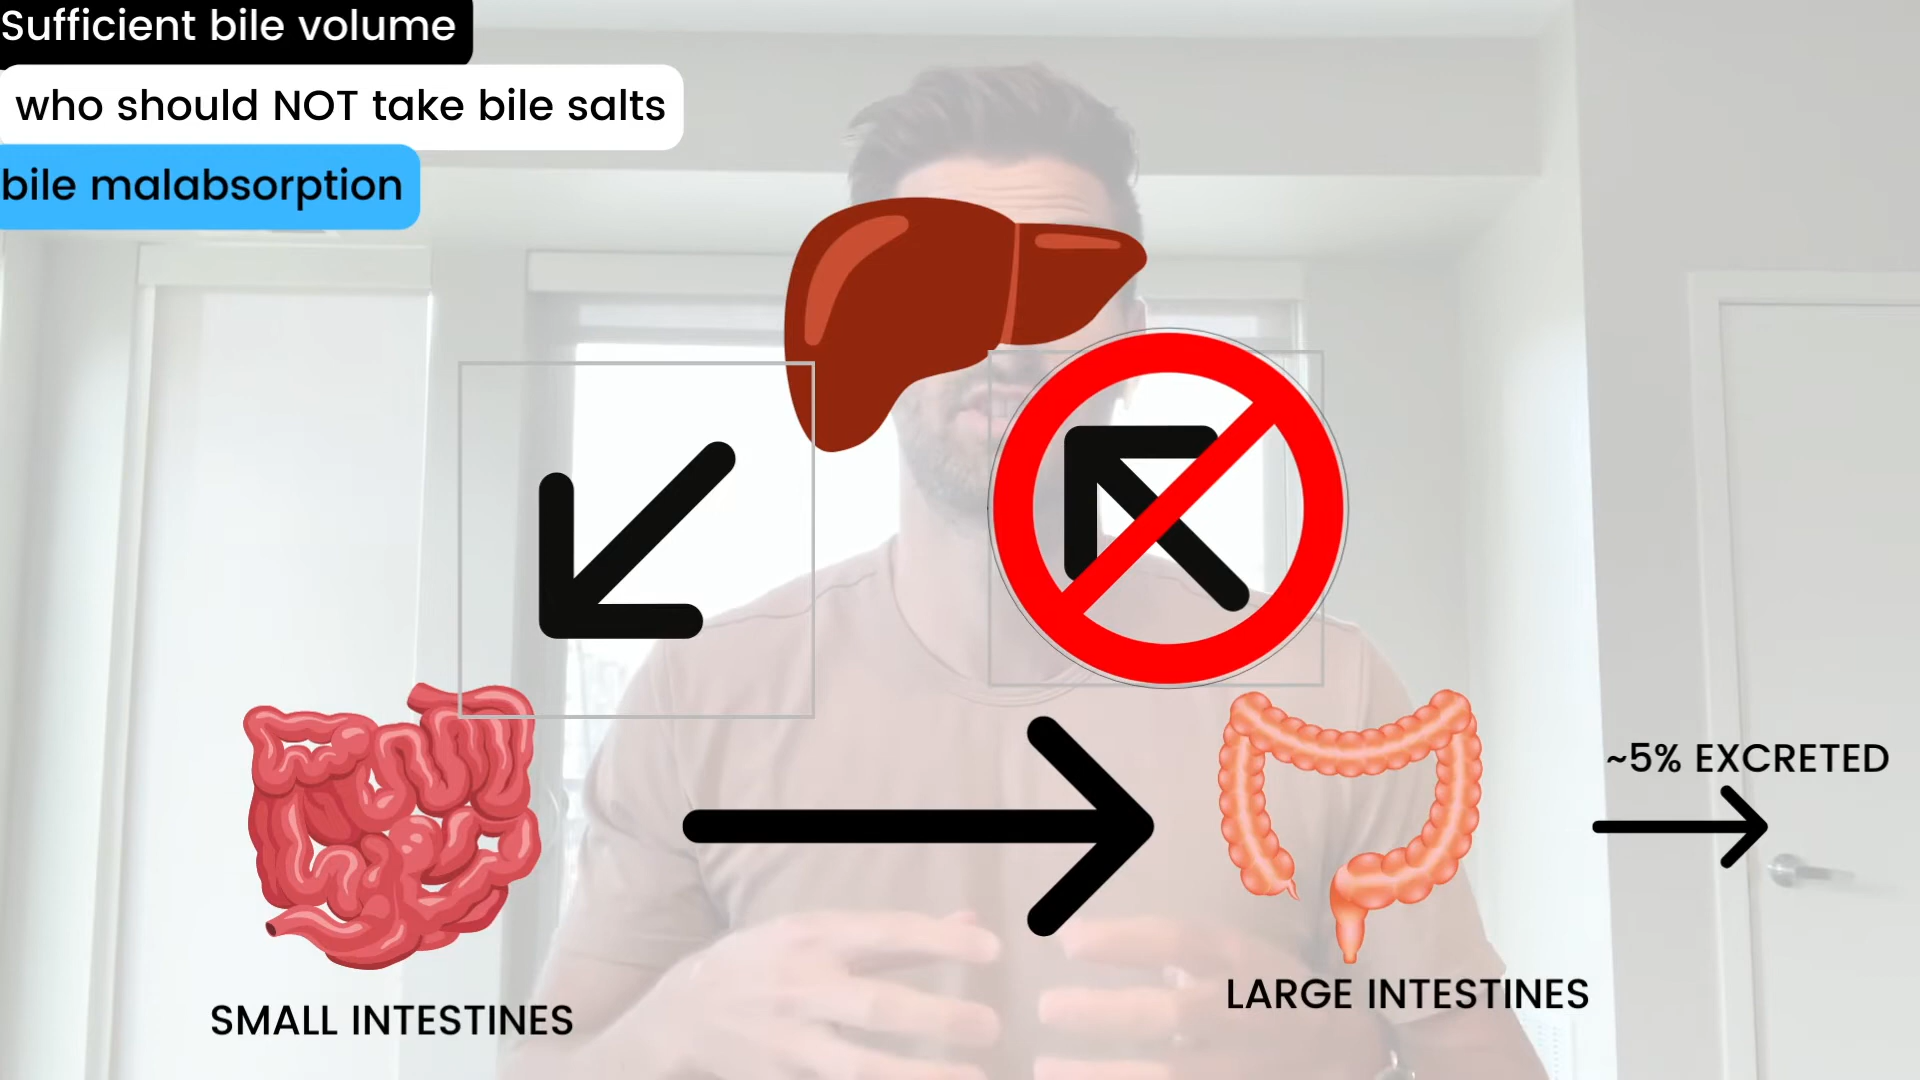 Sufficient bile volume
who should NOT take bile salts
bile malabsorption
~5% EXCRETED
LARGE INTESTINES
SMALL INTESTINES